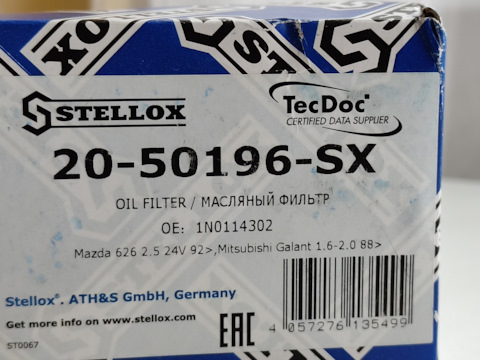 STELLOX
TecDoc
CERTIFIED DATA SUPPLIER
20-50196-SX
OIL FILTER / МАСЛЯНЫЙ ФИЛЬТР
OE: 1N0114302
Mazda 626 2.5 24V 92>,Mitsubishi Galant 1.6-2.0 88>
Stellox®. ATH&S GmbH, Germany
Get more info on www.stellox.com
ST0067
EAC
4 057276 135499